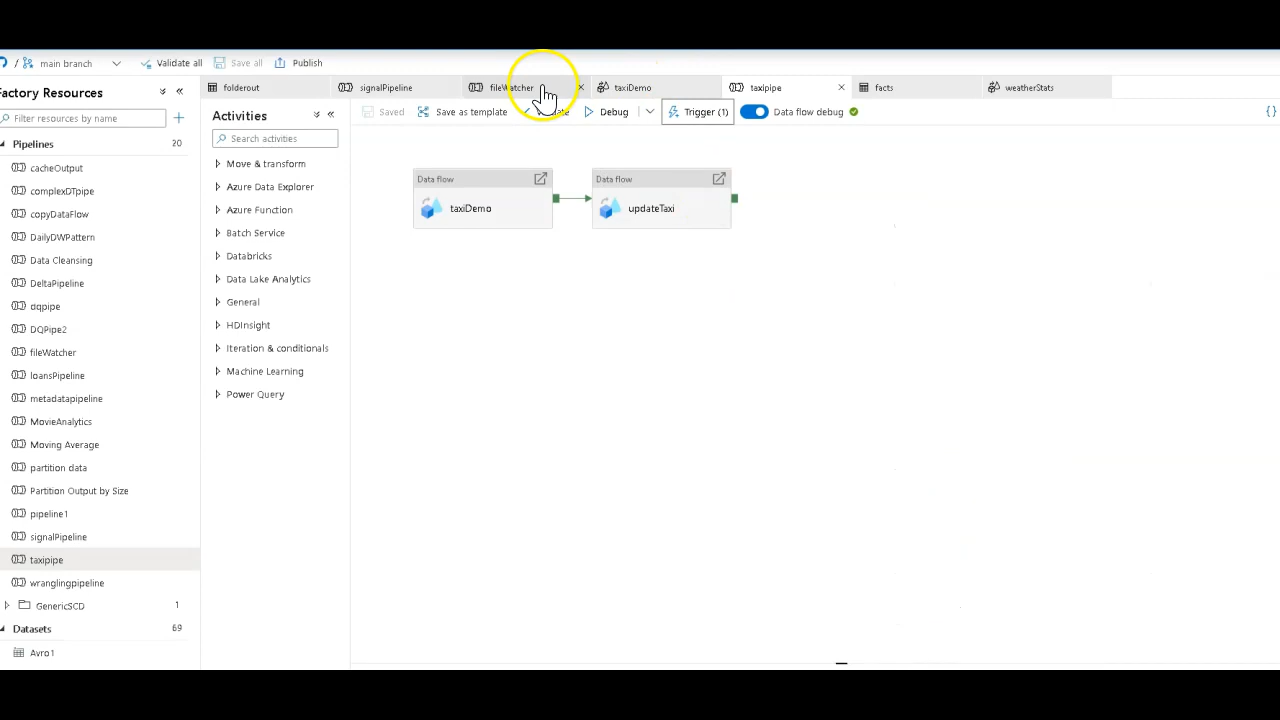 / main branch Validate all Save all Publish
Factory Resources
Filter resources by name
Pipelines 20
cacheOutput
complexDTpipe
copyDataFlow
DailyDWPattern
Data Cleansing
DeltaPipeline
dqpipe
DQPipe2
fileWatcher
loansPipeline
metadatapipeline
MovieAnalytics
Moving Average
partition data
Partition Output by Size
pipeline1
signalPipeline
taxipipe
wranglingpipeline
GenericSCD 1
Datasets 69
Avro1
folderout signalPipeline fileWatcher taxiDemo taxipipe facts weatherStats
Activities
Search activities
Move & transform
Azure Data Explorer
Azure Function
Batch Service
Databricks
Data Lake Analytics
General
HDInsight
Iteration & conditionals
Machine Learning
Power Query
Saved Save as template Debug Trigger (1) Data flow debug {}
Data flow
taxiDemo
Data flow
updateTaxi